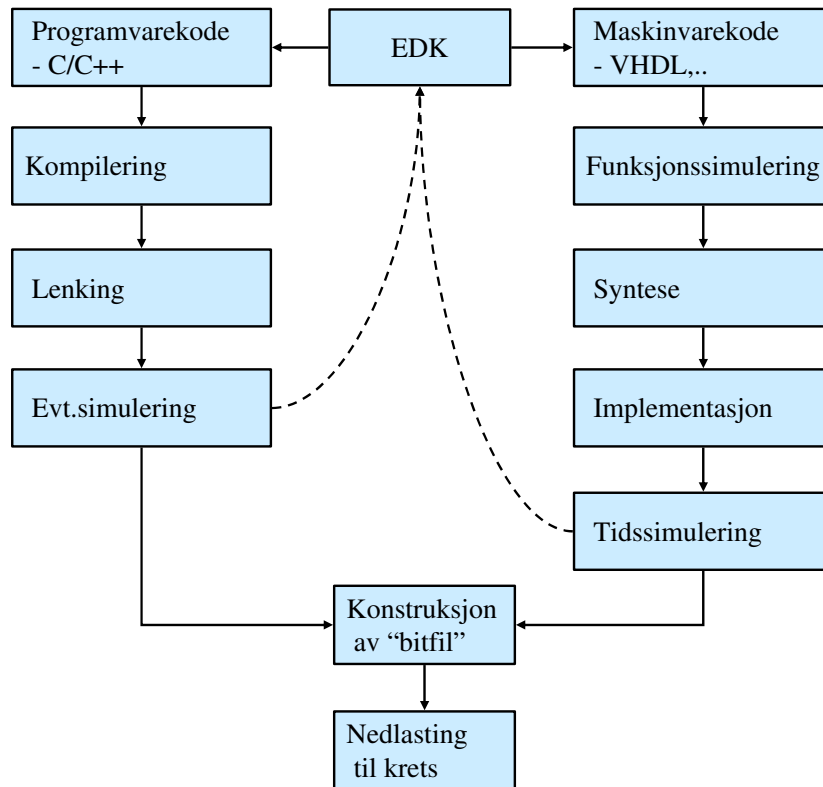 Programvarekode
- C/C++
EDK
Maskinvarekode
- VHDL,..
Kompilering
Funksjonssimulering
Lenking
Syntese
Evt.simulering
Implementasjon
Tidssimulering
Konstruksjon
av “bitfil”
Nedlasting
til krets